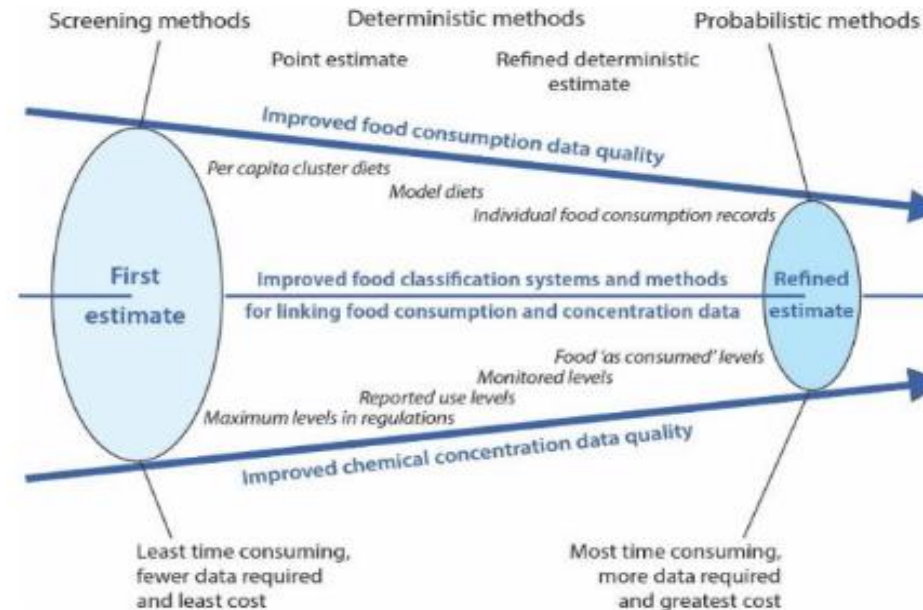 Screening methods
Deterministic methods
Probabilistic methods
Point estimate
Refined deterministic
estimate
Improved food consumption data quality
Per capita cluster diets
Model diets
Individual food consumption records
First
estimate
Improved food classification systems and methods
for linking food consumption and concentration data
Refined
estimate
Food 'as consumed' levels
Monitored levels
Reported use levels
Maximum levels in regulations
Improved chemical concentration data quality
Least time consuming,
fewer data required
and least cost
Most time consuming,
more data required
and greatest cost